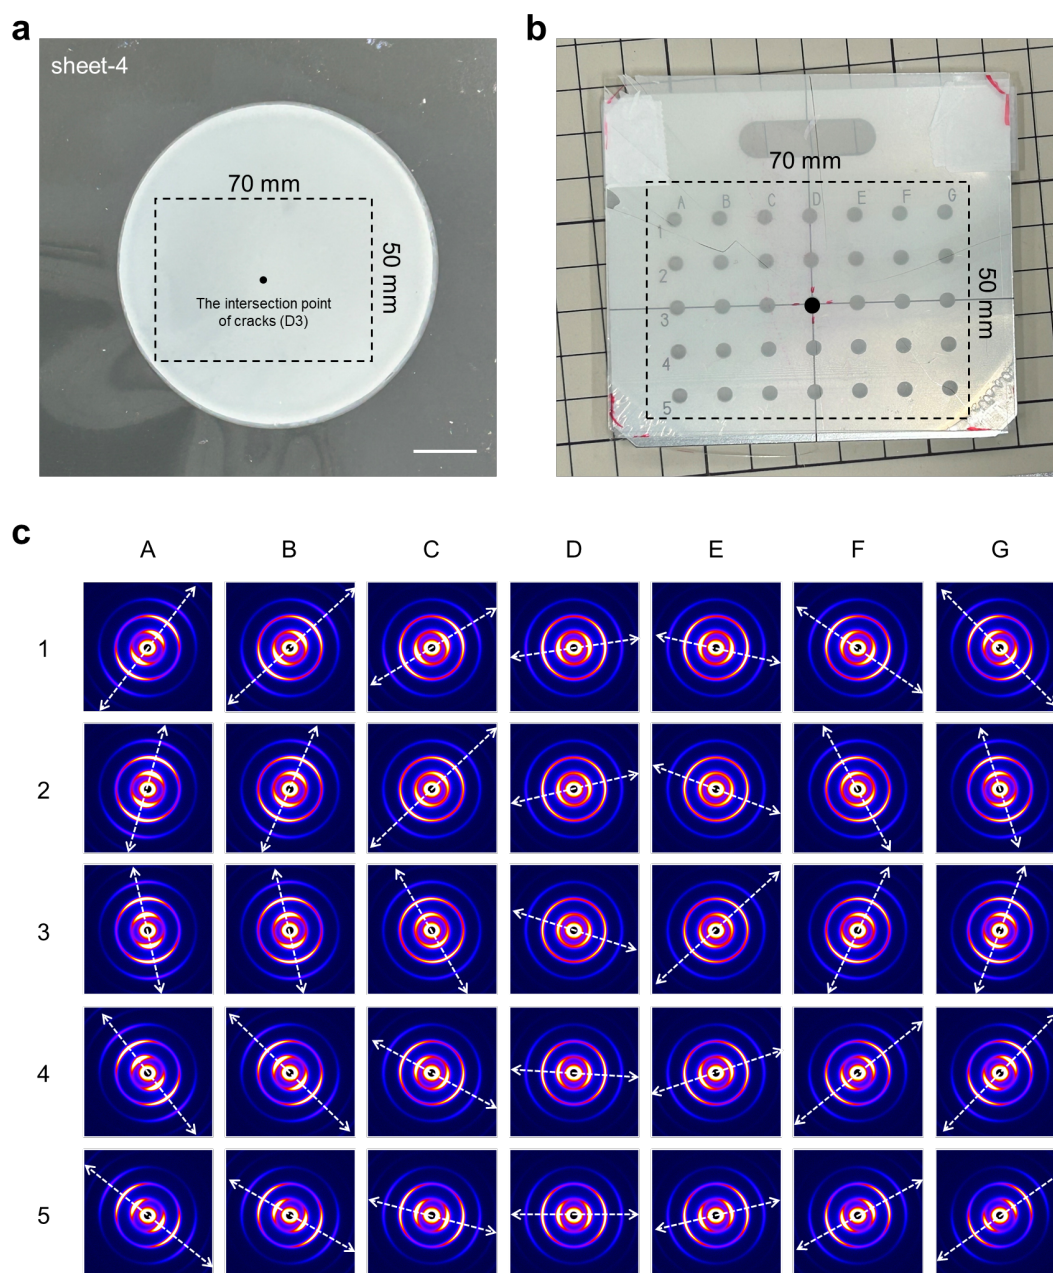 a
sheet-4
70 mm
50 mm
The intersection point
of cracks (D3)
b
70 mm
A B C D E F G
1
2
3
4
5
50 mm
c
A B C D E F G
1
2
3
4
5